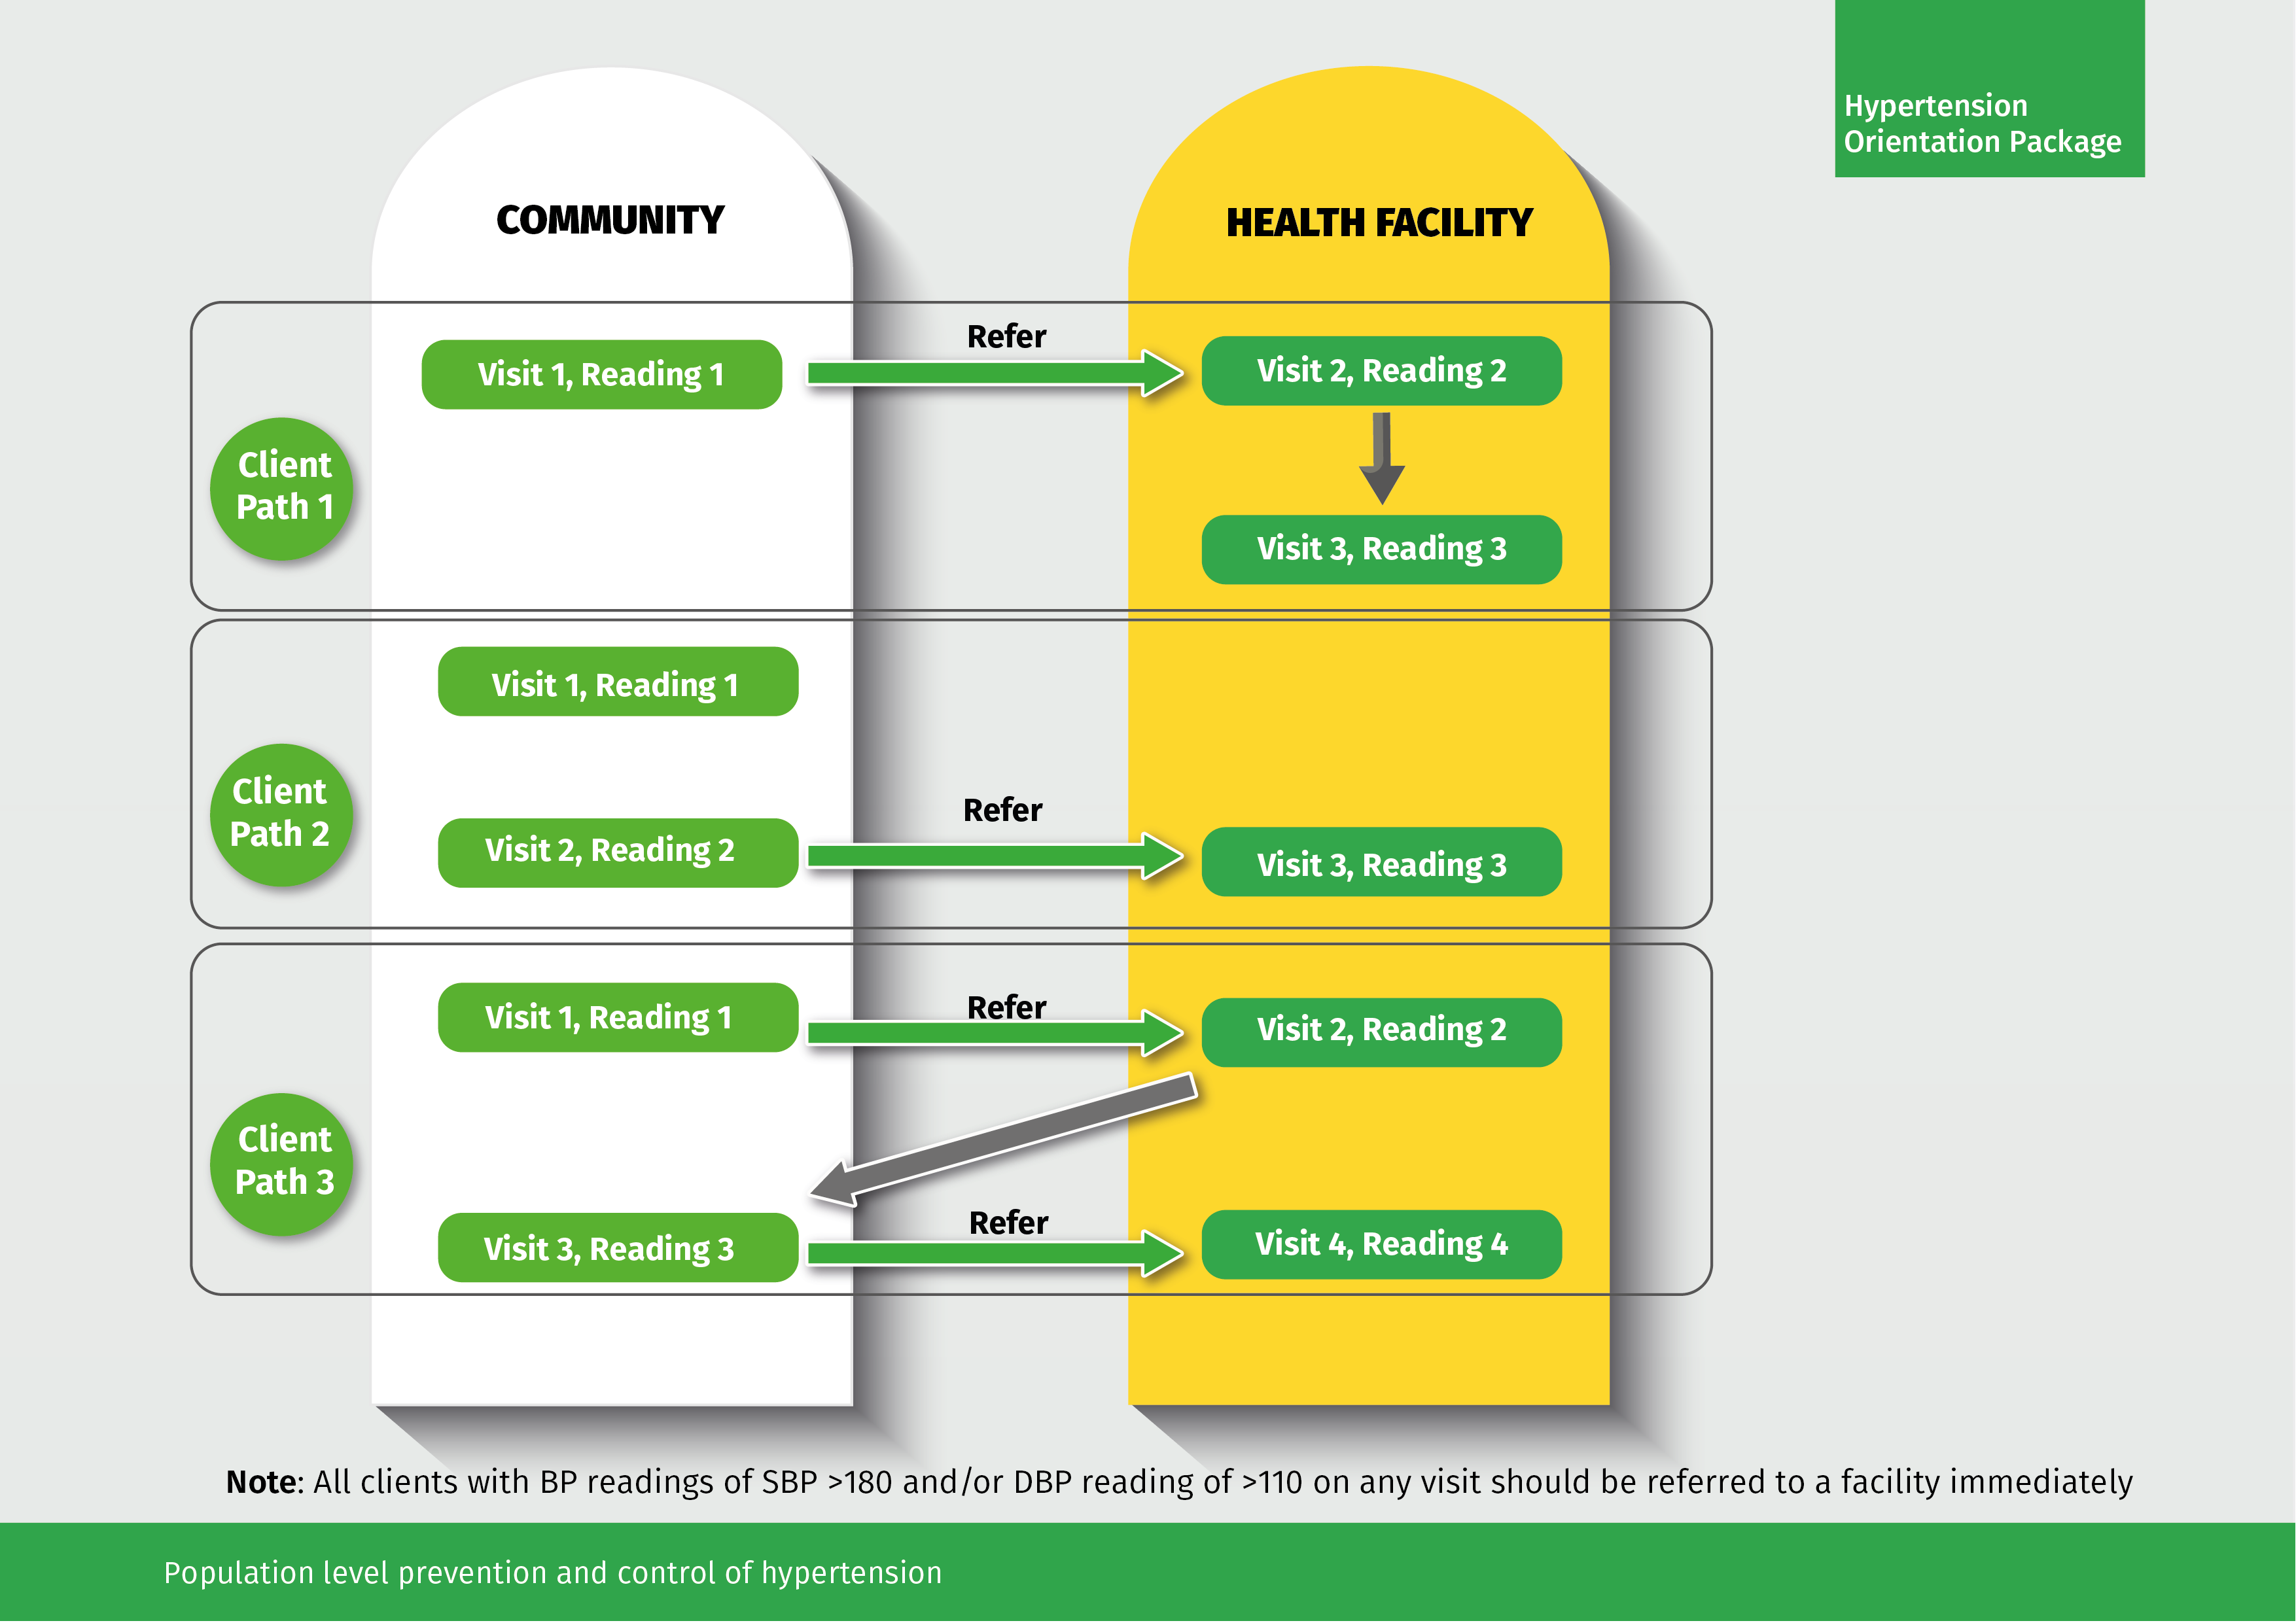 Hypertension
Orientation Package
COMMUNITY
HEALTH FACILITY
Client
Path 1
Visit 1, Reading 1
Refer
Visit 2, Reading 2
Visit 3, Reading 3
Client
Path 2
Visit 1, Reading 1
Visit 2, Reading 2
Refer
Visit 3, Reading 3
Client
Path 3
Visit 1, Reading 1
Refer
Visit 2, Reading 2
Visit 3, Reading 3
Refer
Visit 4, Reading 4
Note: All clients with BP readings of SBP >180 and/or DBP reading of >110 on any visit should be referred to a facility immediately
Population level prevention and control of hypertension